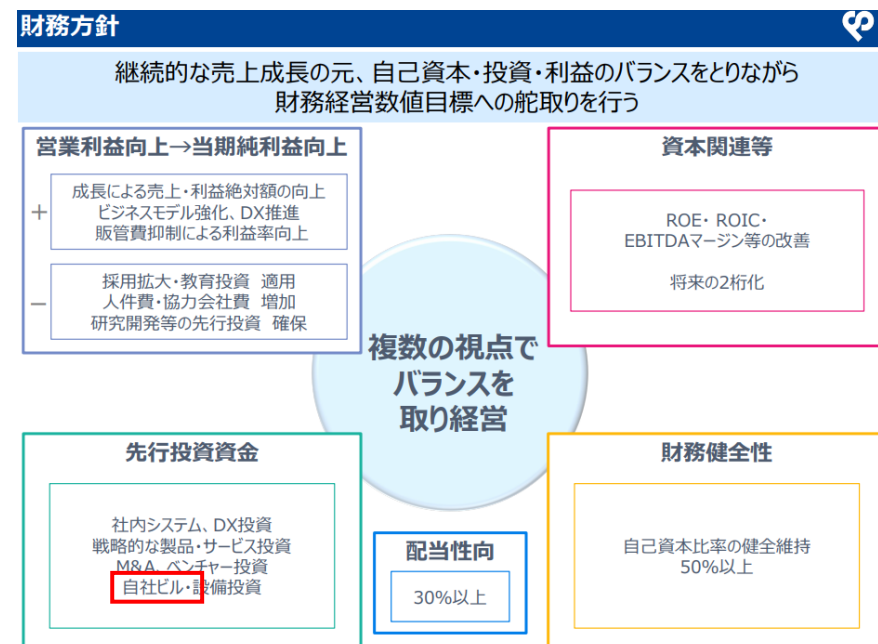 財務方針
継続的な売上成長の元、自己資本・投資・利益のバランスをとりながら
財務経営数値目標への舵取りを行う
営業利益向上→当期純利益向上
+
成長による売上・利益絶対額の向上
ビジネスモデル強化、DX推進
販管費抑制による利益率向上
−
採用拡大・教育投資 適用
人件費・協力会社費 増加
研究開発等の先行投資 確保
資本関連等
ROE・ROIC・
EBITDAマージン等の改善
将来の2桁化
複数の視点で
バランスを
取り経営
先行投資資金
社内システム、DX投資
戦略的な製品・サービス投資
M&A、ベンチャー投資
自社ビル・設備投資
配当性向
30%以上
財務健全性
自己資本比率の健全維持
50%以上